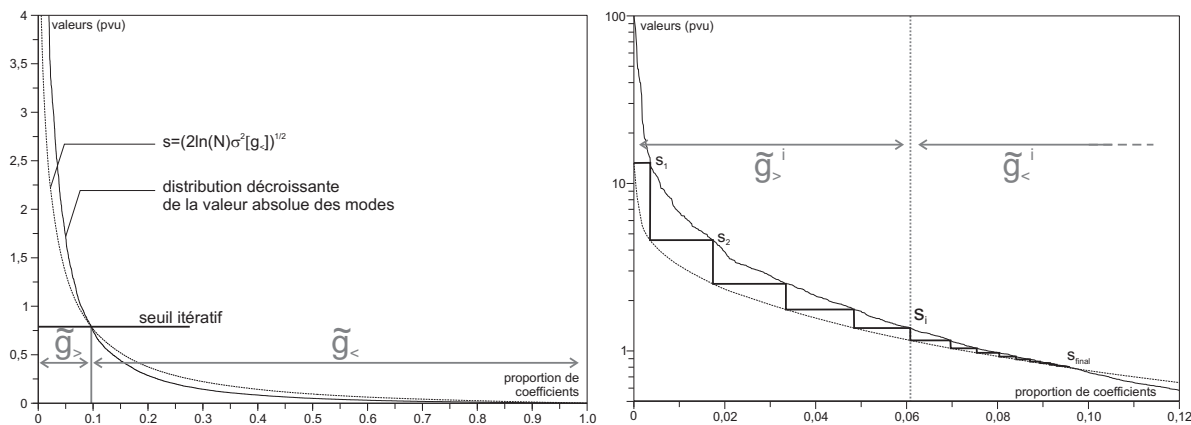 4
3,5
3
2,5
2
1,5
1
0,5
0
valeurs (pvu)
s=(2ln(N)σ²[g<])¹/²
distribution décroissante
de la valeur absolue des modes
seuil itératif
g̃>
g̃<
proportion de
coefficients
0
0.1
0.2
0.3
0.4
0.5
0.6
0.7
0.8
0.9
1.0
100
10
1
valeurs (pvu)
g̃>ⁱ
g̃<ⁱ
s₁
s₂
sᵢ
s final
proportion de coefficients
0
0,02
0,04
0,06
0,08
0,10
0,12